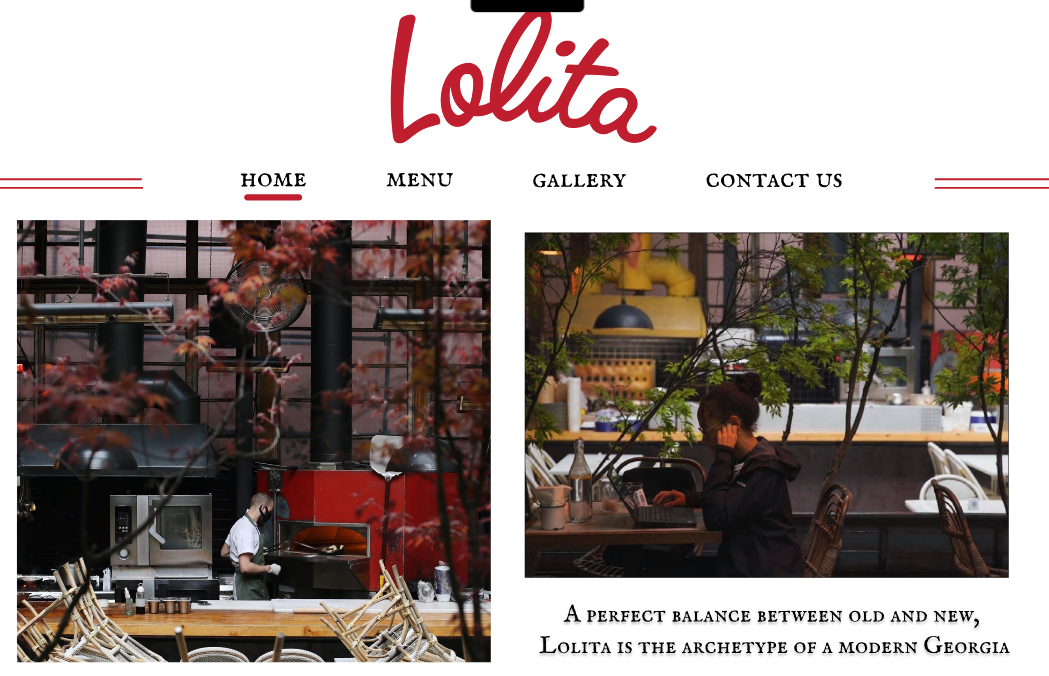 Lolita
HOME MENU GALLERY CONTACT US
A perfect balance between old and new,
Lolita is the archetype of a modern Georgia